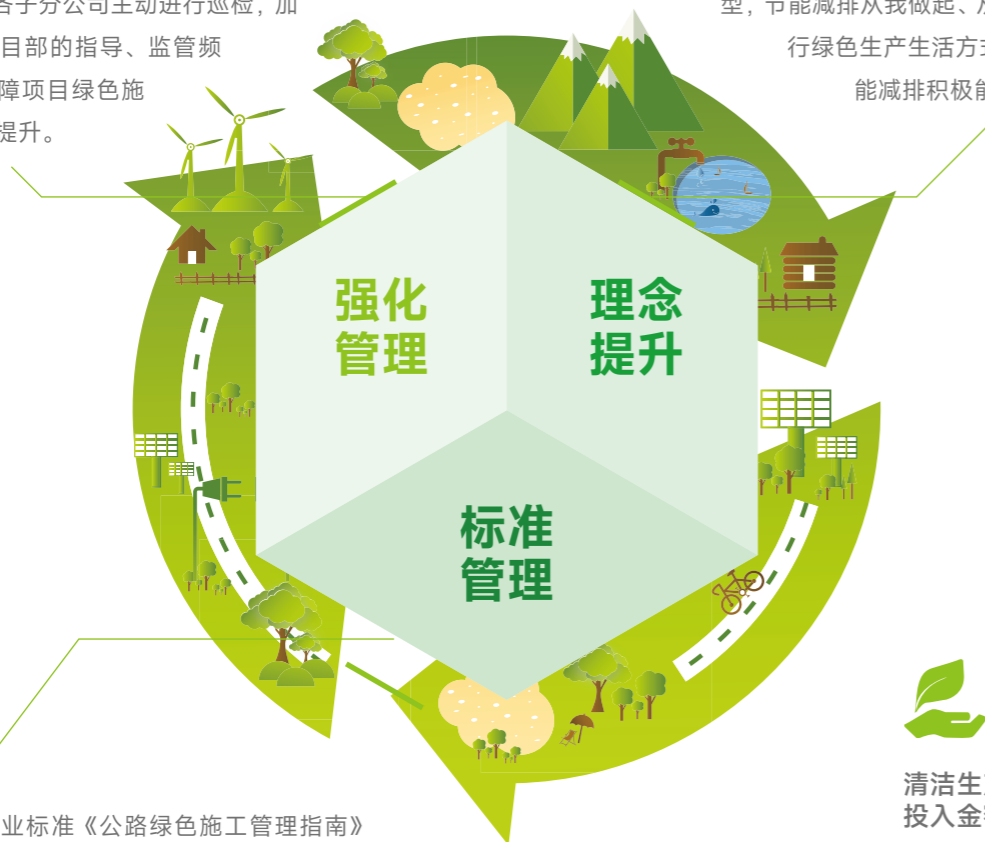 各子分公司主动进行巡检，加
目部的指导、监管频
障项目绿色施
提升。
型，节能减排从我做起、
行绿色生产生活方式
能减排积极能
强化
管理
理念
提升
标准
管理
业标准《公路绿色施工管理指南》
清洁生
投入金